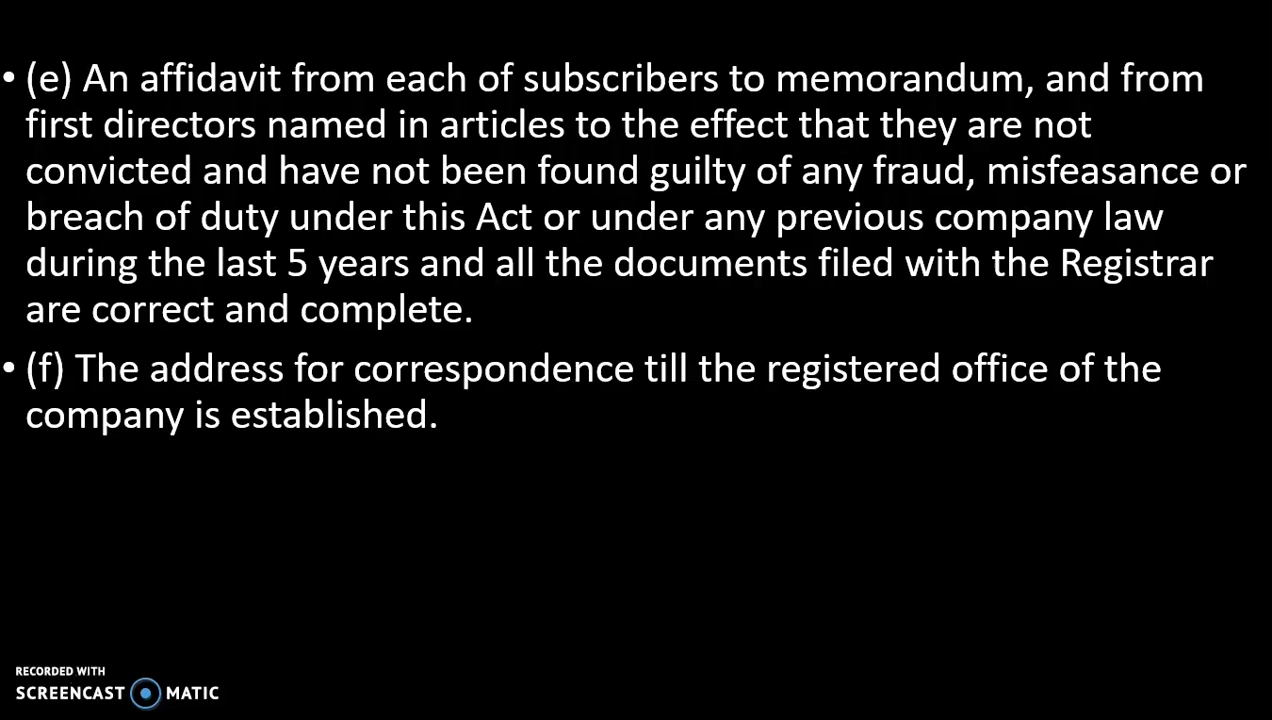 • (e) An affidavit from each of subscribers to memorandum, and from
first directors named in articles to the effect that they are not
convicted and have not been found guilty of any fraud, misfeasance or
breach of duty under this Act or under any previous company law
during the last 5 years and all the documents filed with the Registrar
are correct and complete.
• (f) The address for correspondence till the registered office of the
company is established.
RECORDED WITH
SCREENCAST MATIC